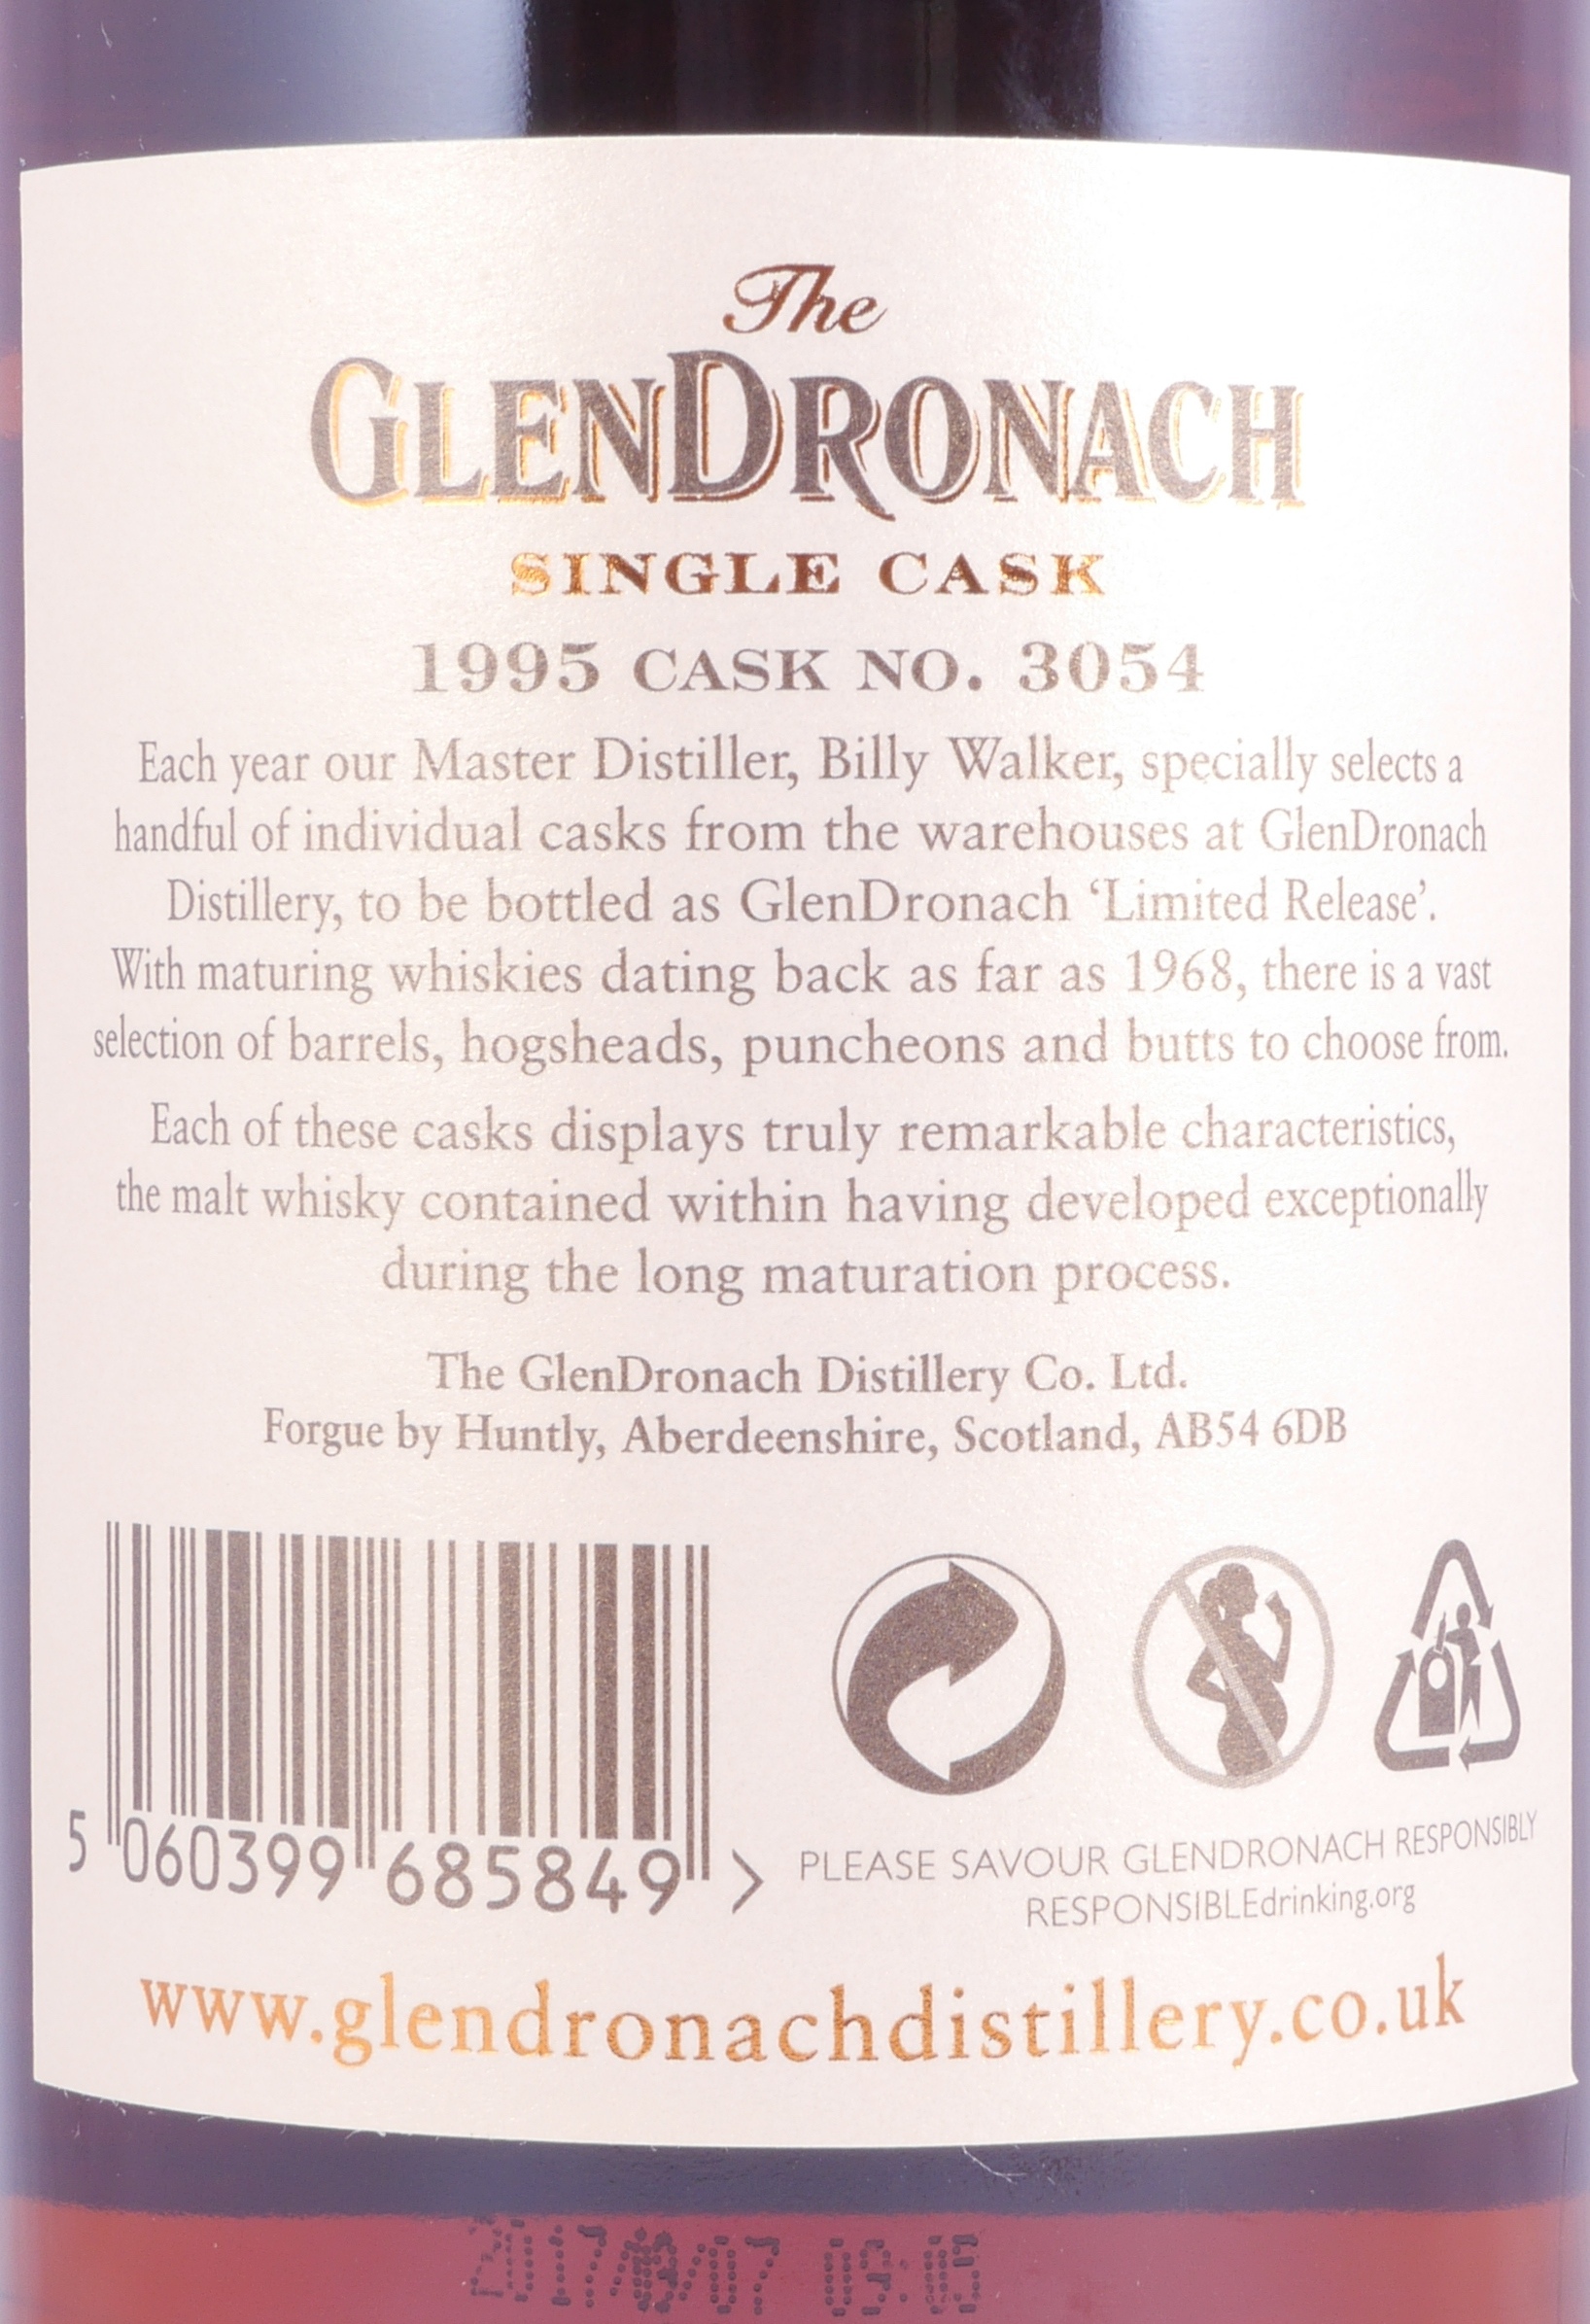 The
GLENDRONACH
SINGLE CASK
1995 CASK NO. 3054
Each year our Master Distiller, Billy Walker, specially selects a
handful of individual casks from the warehouses at GlenDronach
Distillery, to be bottled as GlenDronach ‘Limited Release’.
With maturing whiskies dating back as far as 1968, there is a vast
selection of barrels, hogsheads, puncheons and butts to choose from.
Each of these casks displays truly remarkable characteristics,
the malt whisky contained within having developed exceptionally
during the long maturation process.
The GlenDronach Distillery Co. Ltd.
Forgue by Huntly, Aberdeenshire, Scotland, AB54 6DB
5 060399 685849 >
PLEASE SAVOUR GLENDRONACH RESPONSIBLY
RESPONSIBLEdrinking.org
www.glendronachdistillery.co.uk